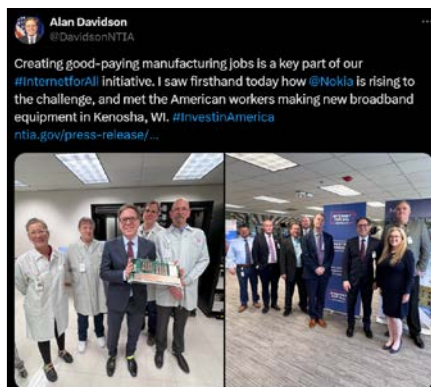 Alan Davidson
@DavidsonNTIA
Creating good-paying manufacturing jobs is a key part of our
#InternetforAll initiative. I saw firsthand today how @Nokia is rising to
the challenge, and met the American workers making new broadband
equipment in Kenosha, WI. #InvestinAmerica
ntia.gov/press-release/...